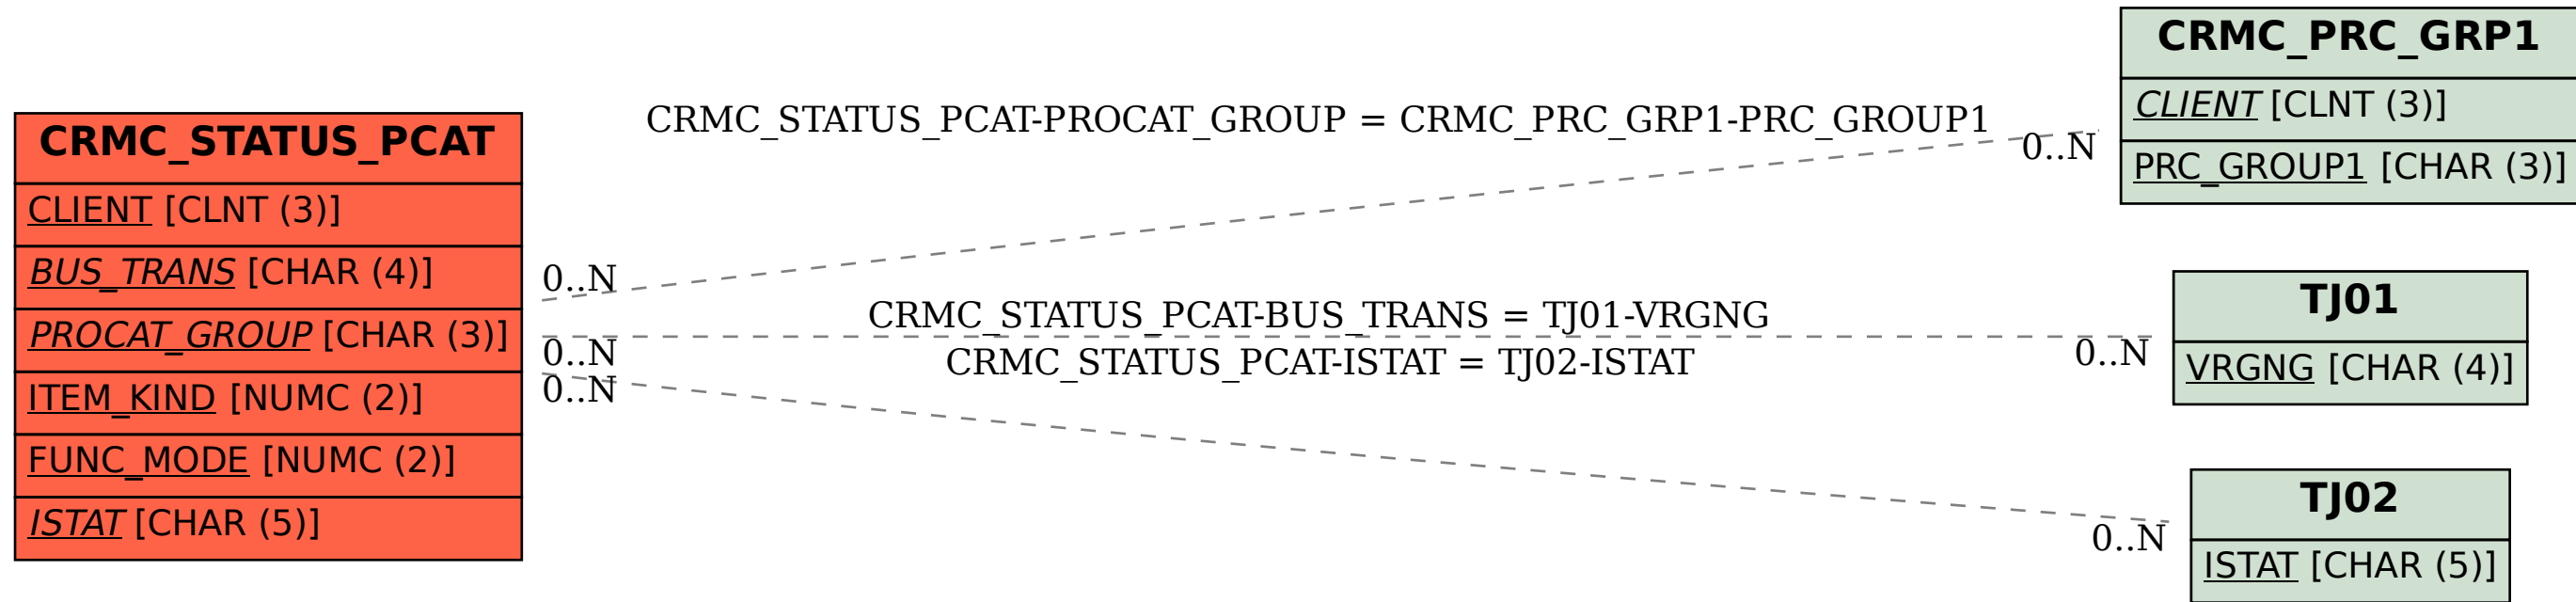 CRMC_STATUS_PCAT
CLIENT [CLNT (3)]
BUS_TRANS [CHAR (4)]
PROCAT_GROUP [CHAR (3)]
ITEM_KIND [NUMC (2)]
FUNC_MODE [NUMC (2)]
ISTAT [CHAR (5)]
CRMC_STATUS_PCAT-PROCAT_GROUP = CRMC_PRC_GRP1-PRC_GROUP1
0..N
0..N
CRMC_STATUS_PCAT-BUS_TRANS = TJ01-VRGNG
0..N
0..N
CRMC_STATUS_PCAT-ISTAT = TJ02-ISTAT
0..N
0..N
CRMC_PRC_GRP1
CLIENT [CLNT (3)]
PRC_GROUP1 [CHAR (3)]
TJ01
VRGNG [CHAR (4)]
TJ02
ISTAT [CHAR (5)]